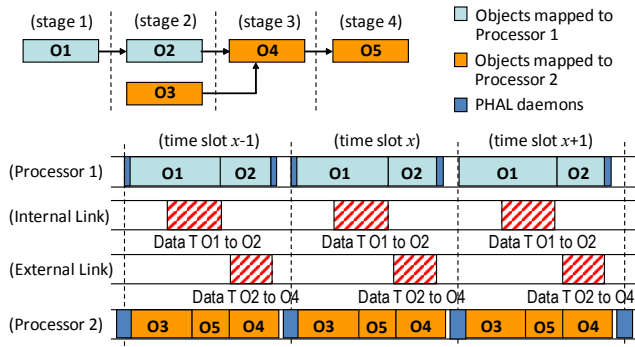 (stage 1) (stage 2) (stage 3) (stage 4)
O1 O2 O4 O5
O3
Objects mapped to
Processor 1
Objects mapped to
Processor 2
PHAL daemons
(time slot x-1) (time slot x) (time slot x+1)
(Processor 1) O1 O2 O1 O2 O1 O2
(Internal Link)
Data T O1 to O2 Data T O1 to O2 Data T O1 to O2
(External Link)
Data T O2 to O4 Data T O2 to O4 Data T O2 to O4
(Processor 2) O3 O5 O4 O3 O5 O4 O3 O5 O4